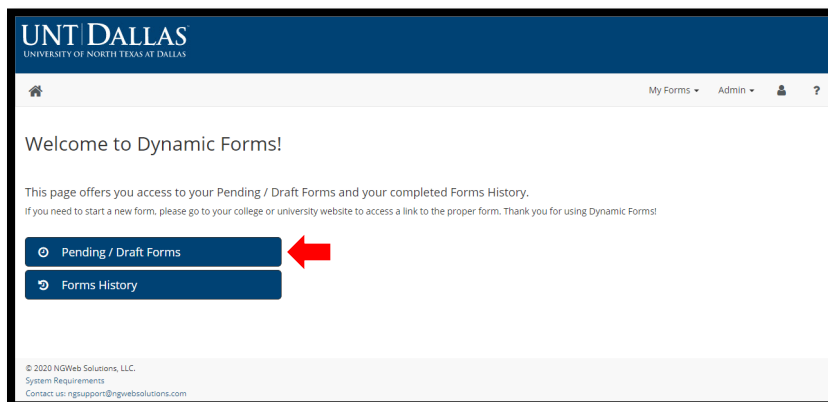 UNT DALLAS
UNIVERSITY OF NORTH TEXAS AT DALLAS
My Forms Admin ?
Welcome to Dynamic Forms!
This page offers you access to your Pending / Draft Forms and your completed Forms History.
If you need to start a new form, please go to your college or university website to access a link to the proper form. Thank you for using Dynamic Forms!
Pending / Draft Forms
Forms History
© 2020 NGWeb Solutions, LLC.
System Requirements
Contact us: ngsupport@ngwebsolutions.com